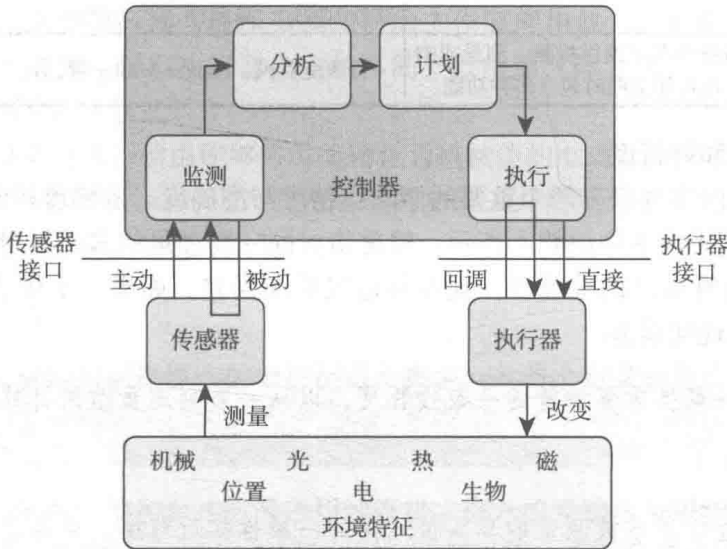 分析
计划
监测
控制器
执行
传感器
接口
主动
被动
回调
直接
执行器
接口
传感器
执行器
测量
改变
机械 光 热 磁
位置 电 生物
环境特征